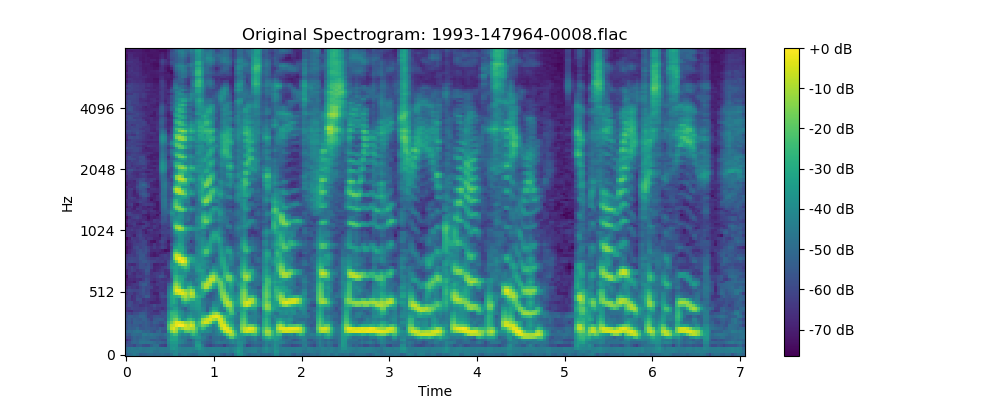 Original Spectrogram: 1993-147964-0008.flac
+0 dB
-10 dB
-20 dB
-30 dB
-40 dB
-50 dB
-60 dB
-70 dB
4096
2048
1024
512
0
Hz
0 1 2 3 4 5 6 7
Time